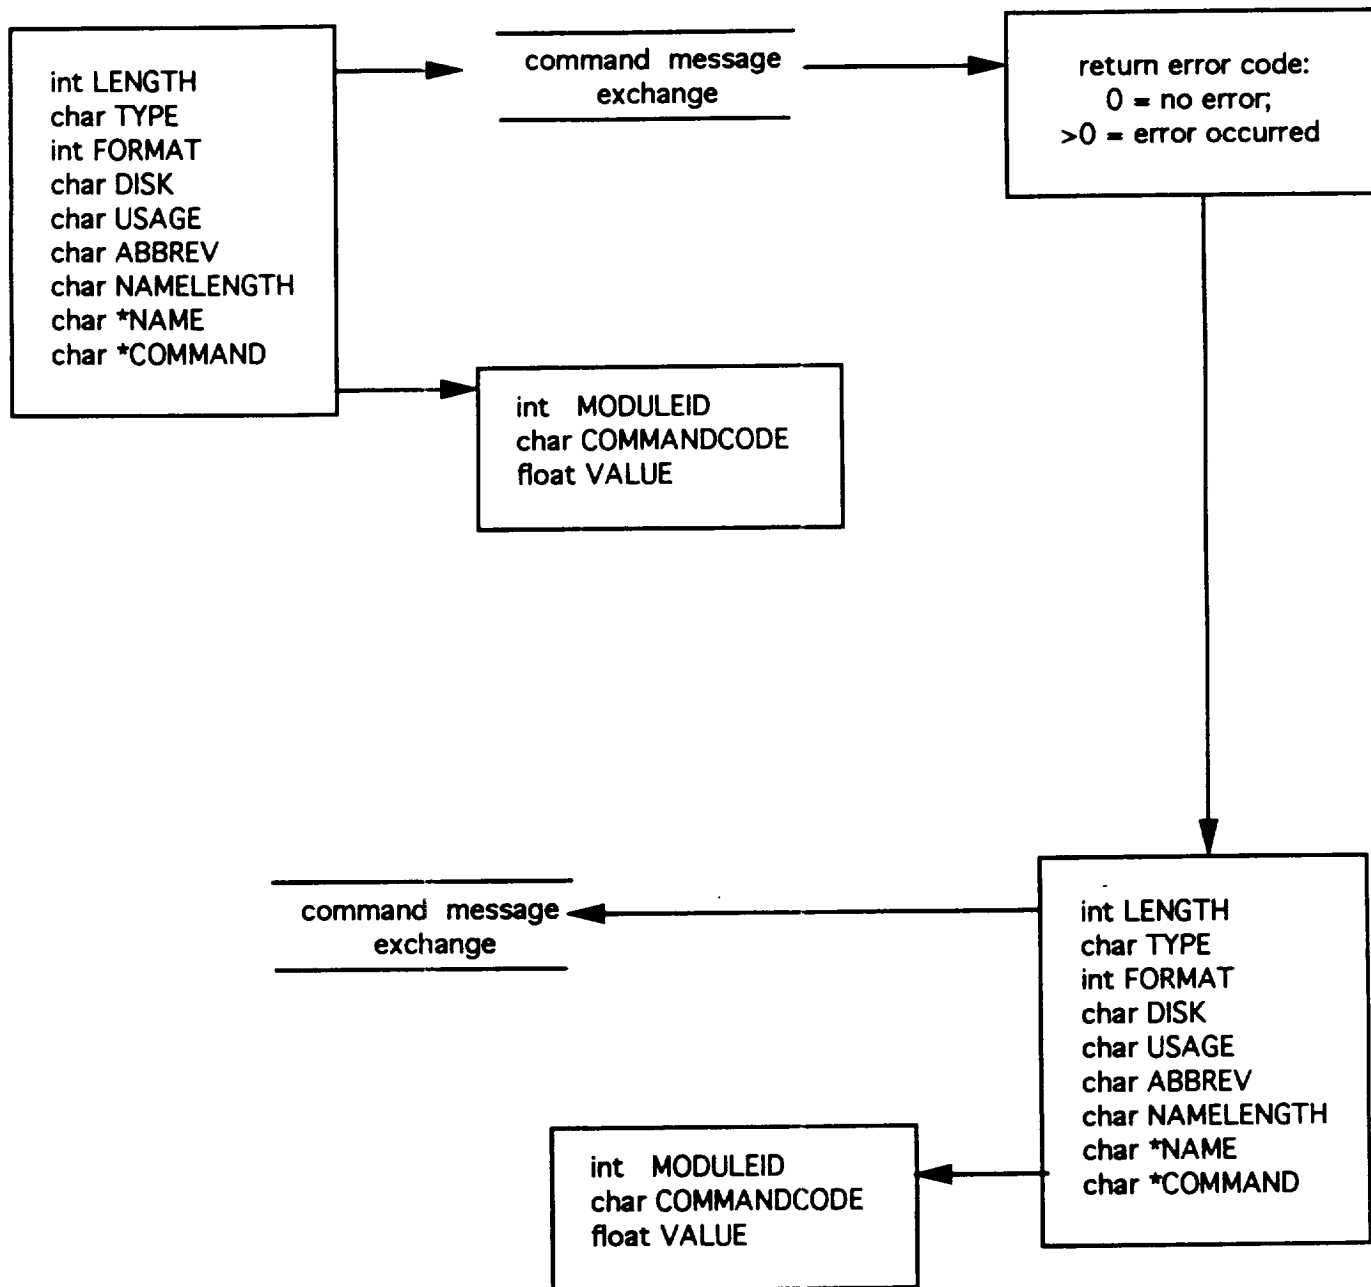 int LENGTH
char TYPE
int FORMAT
char DISK
char USAGE
char ABBREV
char NAMELENGTH
char *NAME
char *COMMAND
command message
exchange
return error code:
0 = no error;
>0 = error occurred
int MODULEID
char COMMANDCODE
float VALUE
command message
exchange
int LENGTH
char TYPE
int FORMAT
char DISK
char USAGE
char ABBREV
char NAMELENGTH
char *NAME
char *COMMAND
int MODULEID
char COMMANDCODE
float VALUE